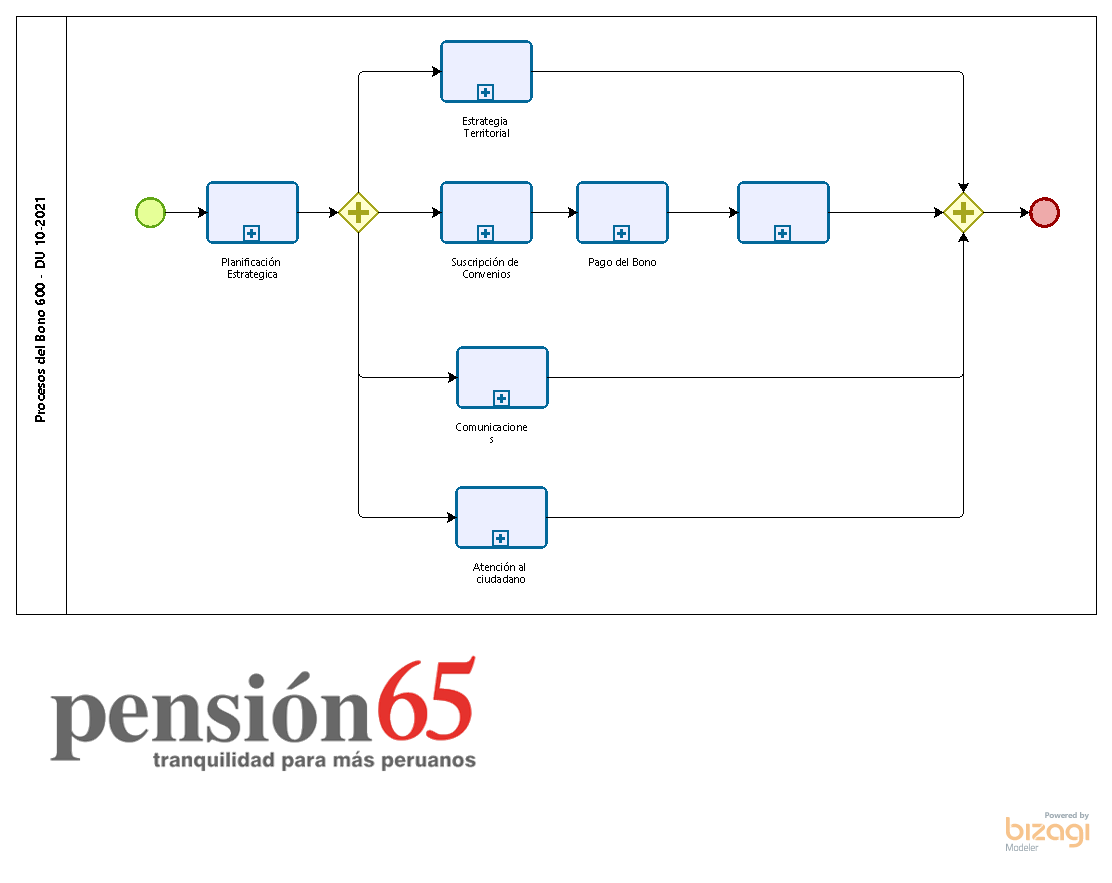 Procesos del Bono 600 - DU 10-2021
Estrategia
Territorial
Planificación
Estrategica
Suscripción de
Convenios
Pago del Bono
Comunicacione
s
Atención al
ciudadano
pensión65
tranquilidad para más peruanos
Powered by
bizagi
Modeler